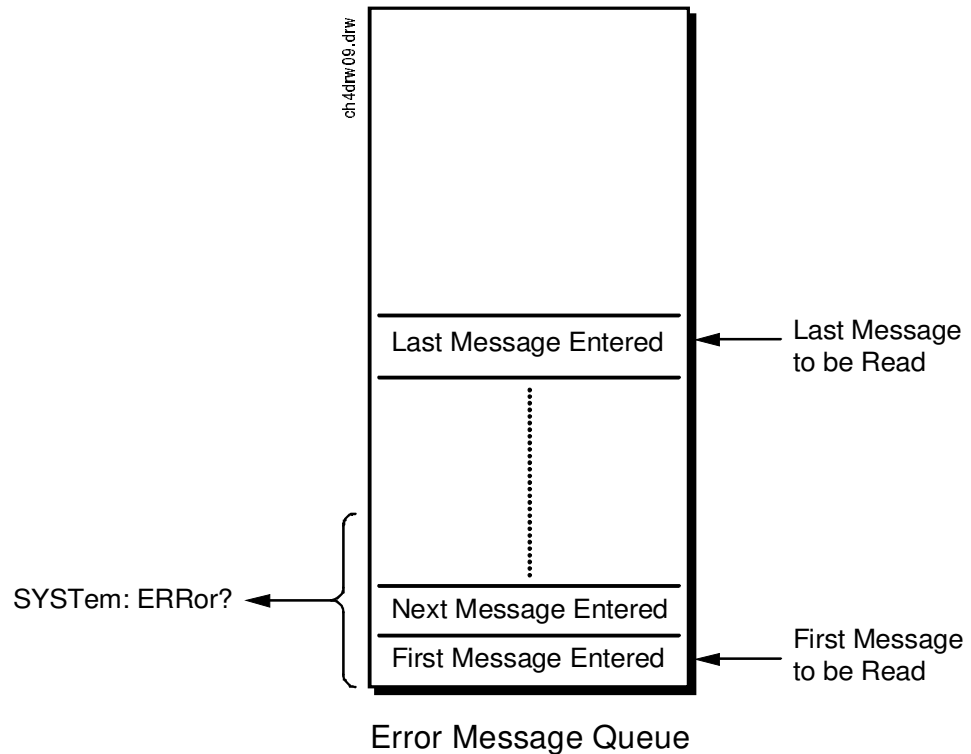 ch4drw09.drw
Last Message Entered
Last Message
to be Read
SYSTem: ERRor?
Next Message Entered
First Message Entered
First Message
to be Read
Error Message Queue